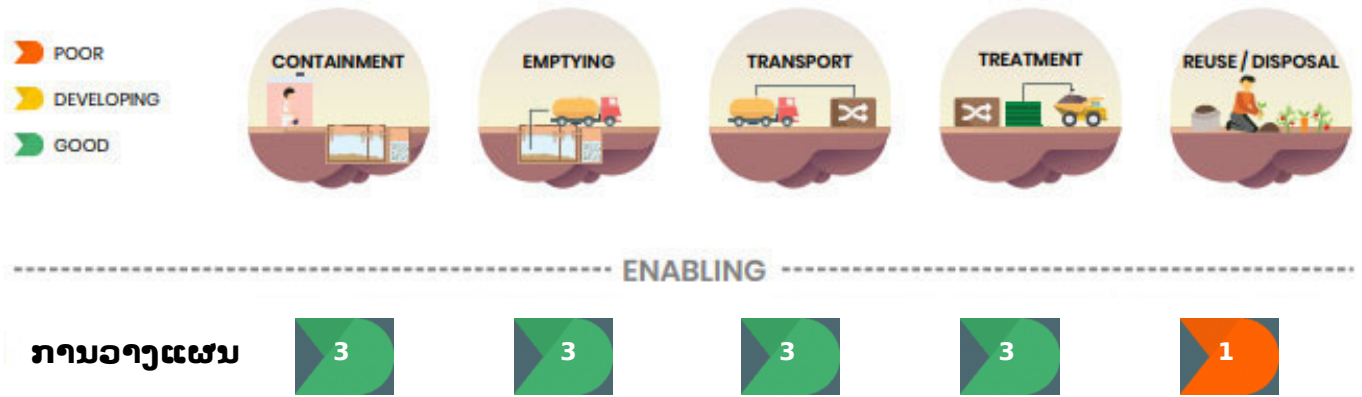 POOR
DEVELOPING
GOOD
CONTAINMENT
EMPTYING
TRANSPORT
TREATMENT
REUSE / DISPOSAL
ENABLING
ການວາງແຜນ 3 3 3 3 1